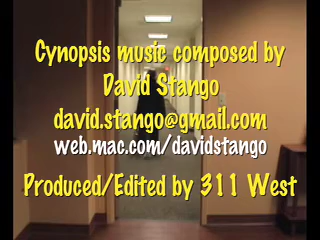 Cynopsis music composed by
David Stango
david.stango@gmail.com
web.mac.com/davidstango
Produced/Edited by 311 West